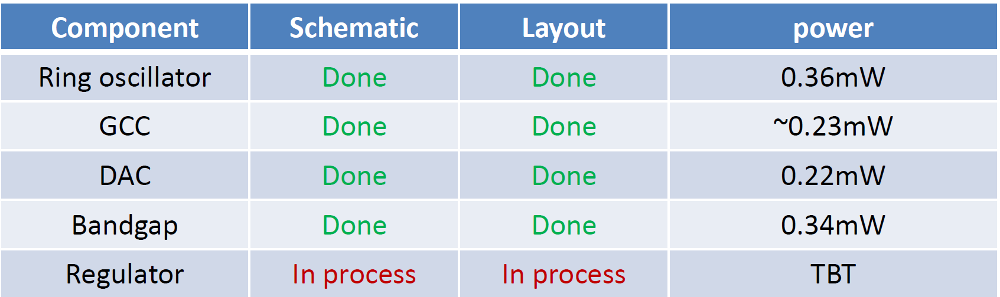 Component Schematic Layout power
Ring oscillator Done Done 0.36mW
GCC Done Done ~0.23mW
DAC Done Done 0.22mW
Bandgap Done Done 0.34mW
Regulator In process In process TBT